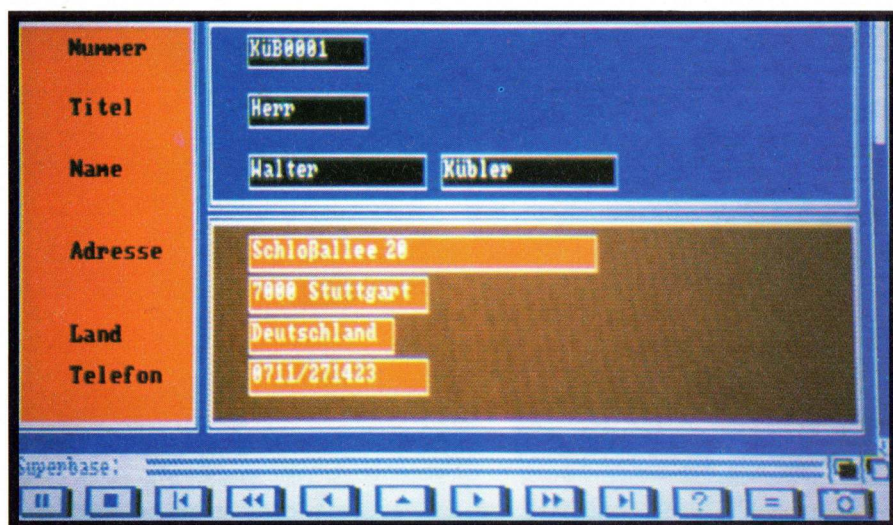 Nummer KüB0001
Titel Herr
Name Walter Kübler
Adresse Schloßallee 20
7000 Stuttgart
Land Deutschland
Telefon 0711/271423
Superbase:
? =